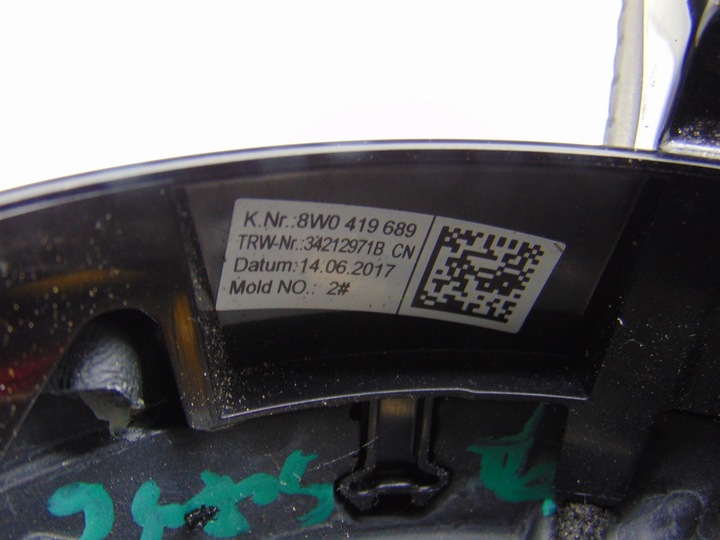 K.Nr.:8W0 419 689
TRW-Nr.:34212971B CN
Datum:14.06.2017
Mold NO.: 2#